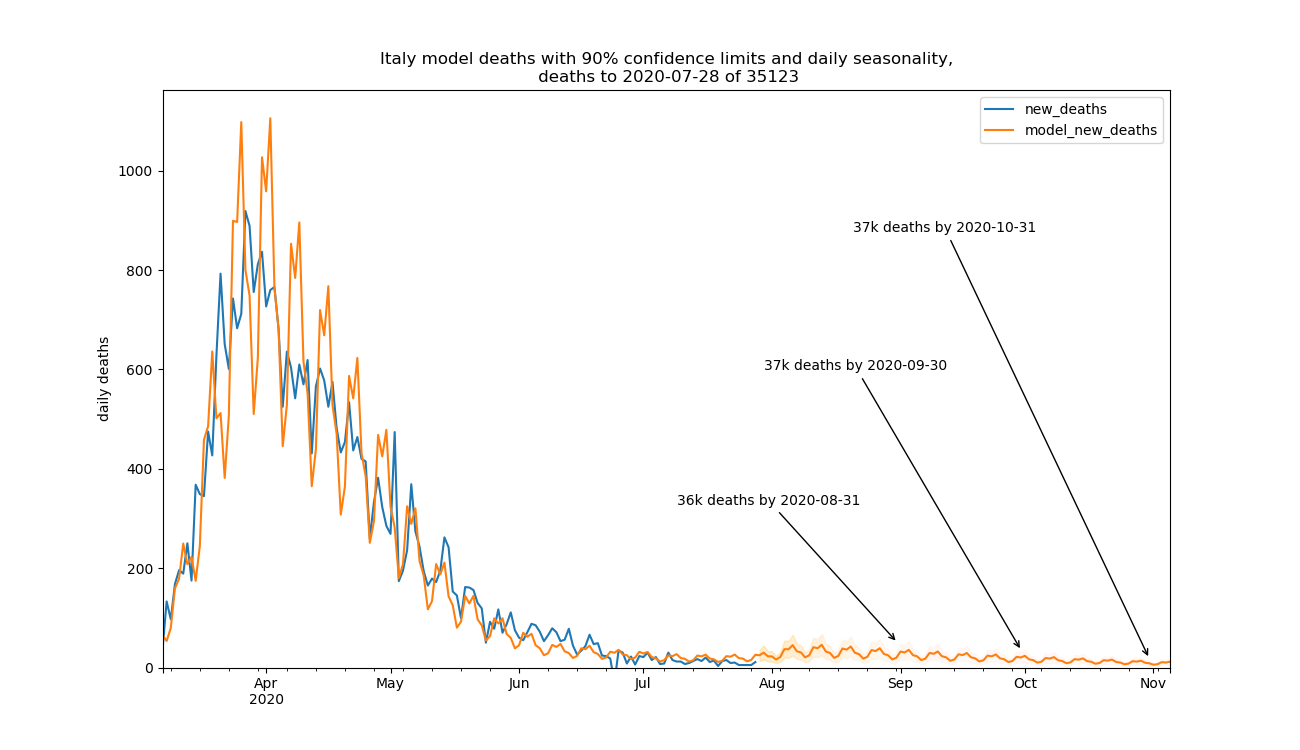 Italy model deaths with 90% confidence limits and daily seasonality,
deaths to 2020-07-28 of 35123
new_deaths
model_new_deaths
1000
800
600
400
200
0
daily deaths
37k deaths by 2020-10-31
37k deaths by 2020-09-30
36k deaths by 2020-08-31
Apr May Jun Jul Aug Sep Oct Nov
2020